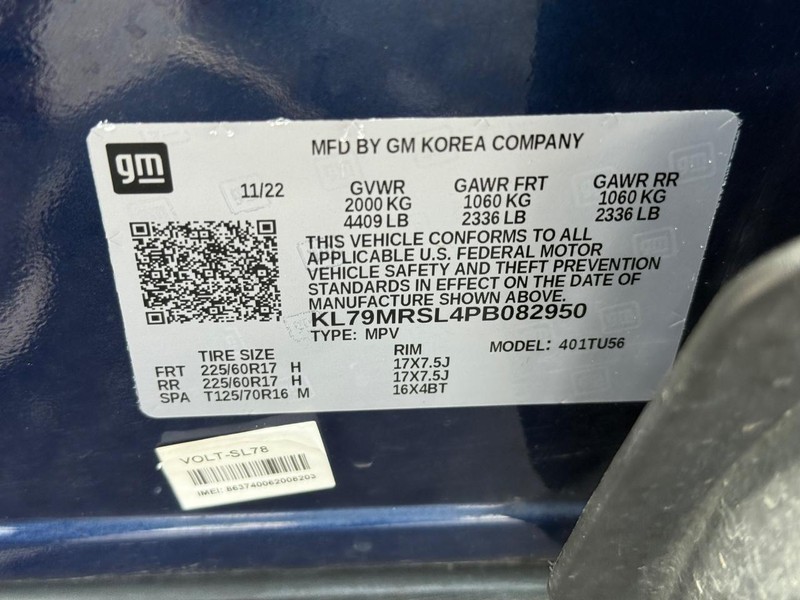 gm
MFD BY GM KOREA COMPANY
11/22
GVWR GAWR FRT GAWR RR
2000 KG 1060 KG 1060 KG
4409 LB 2336 LB 2336 LB
THIS VEHICLE CONFORMS TO ALL
APPLICABLE U.S. FEDERAL MOTOR
VEHICLE SAFETY AND THEFT PREVENTION
STANDARDS IN EFFECT ON THE DATE OF
MANUFACTURE SHOWN ABOVE.
KL79MRSL4PB082950
TYPE: MPV MODEL: 401TU56
TIRE SIZE RIM
FRT 225/60R17 H 17X7.5J
RR 225/60R17 H 17X7.5J
SPA T125/70R16 M 16X4BT
VOLT-SL78
IMEI: 863740062006203